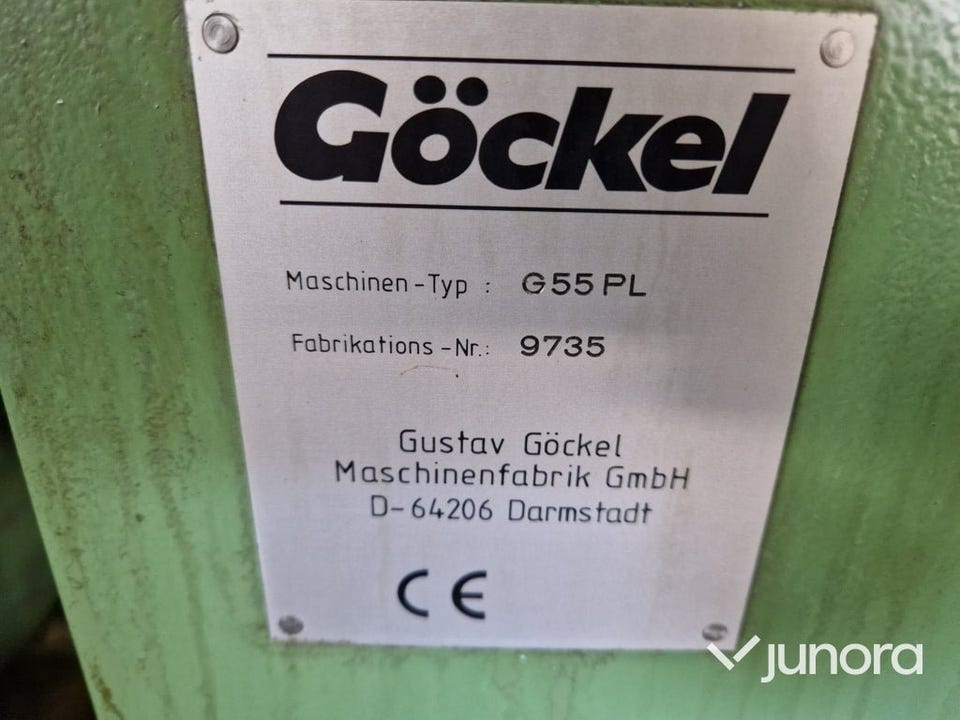 Göckel
Maschinen-Typ : G55PL
Fabrikations-Nr.: 9735
Gustav Göckel
Maschinenfabrik GmbH
D-64206 Darmstadt
CE
junora